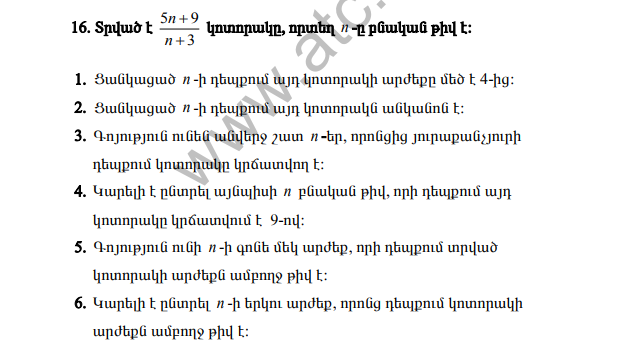 16. Տրված է (5n+9)/(n+3) կոտորակը, որտեղ n-ը բնական թիվ է:
1. Ցանկացած n-ի դեպքում այդ կոտորակի արժեքը մեծ է 4-ից:
2. Ցանկացած n-ի դեպքում այդ կոտորակն անկանոն է:
3. Գոյություն ունեն անվերջ շատ n-եր, որոնցից յուրաքանչյուրի
դեպքում կոտորակը կրճատվող է:
4. Կարելի է ընտրել այնպիսի n բնական թիվ, որի դեպքում այդ
կոտորակը կրճատվում է 9-ով:
5. Գոյություն ունի n-ի գոնե մեկ արժեք, որի դեպքում տրված
կոտորակի արժեքն ամբողջ թիվ է:
6. Կարելի է ընտրել n-ի երկու արժեք, որոնց դեպքում կոտորակի
արժեքն ամբողջ թիվ է:
www.atc.